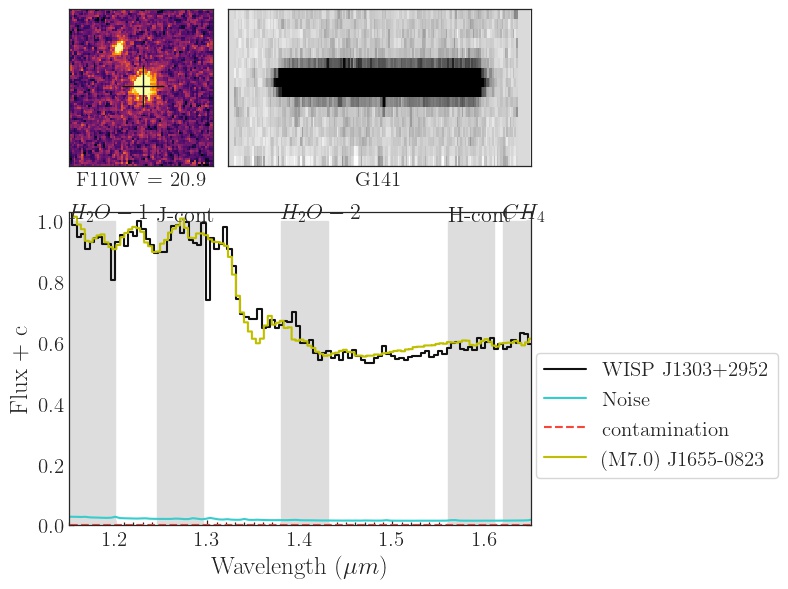 F110W = 20.9
G141
H₂O − 1
J-cont
H₂O − 2
H-cont
CH₄
1.0
0.8
0.6
0.4
0.2
0.0
Flux + c
1.2
1.3
1.4
1.5
1.6
Wavelength (μm)
WISP J1303+2952
Noise
contamination
(M7.0) J1655-0823